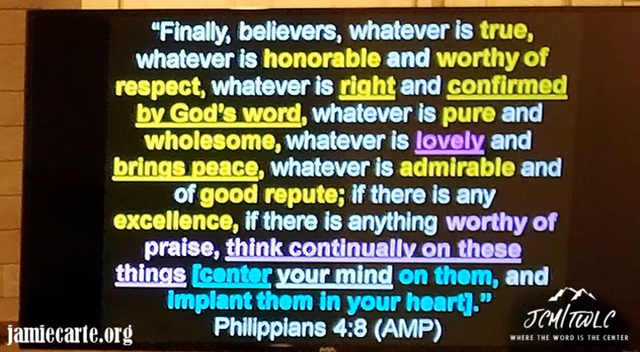 “Finally, believers, whatever is true,
whatever is honorable and worthy of
respect, whatever is right and confirmed
by God's word, whatever is pure and
wholesome, whatever is lovely and
brings peace, whatever is admirable and
of good repute; if there is any
excellence, if there is anything worthy of
praise, think continually on these
things [center your mind on them, and
implant them in your heart].”
Philippians 4:8 (AMP)
jamiecarte.org
JCM/TWLC
WHERE THE WORD IS THE CENTER